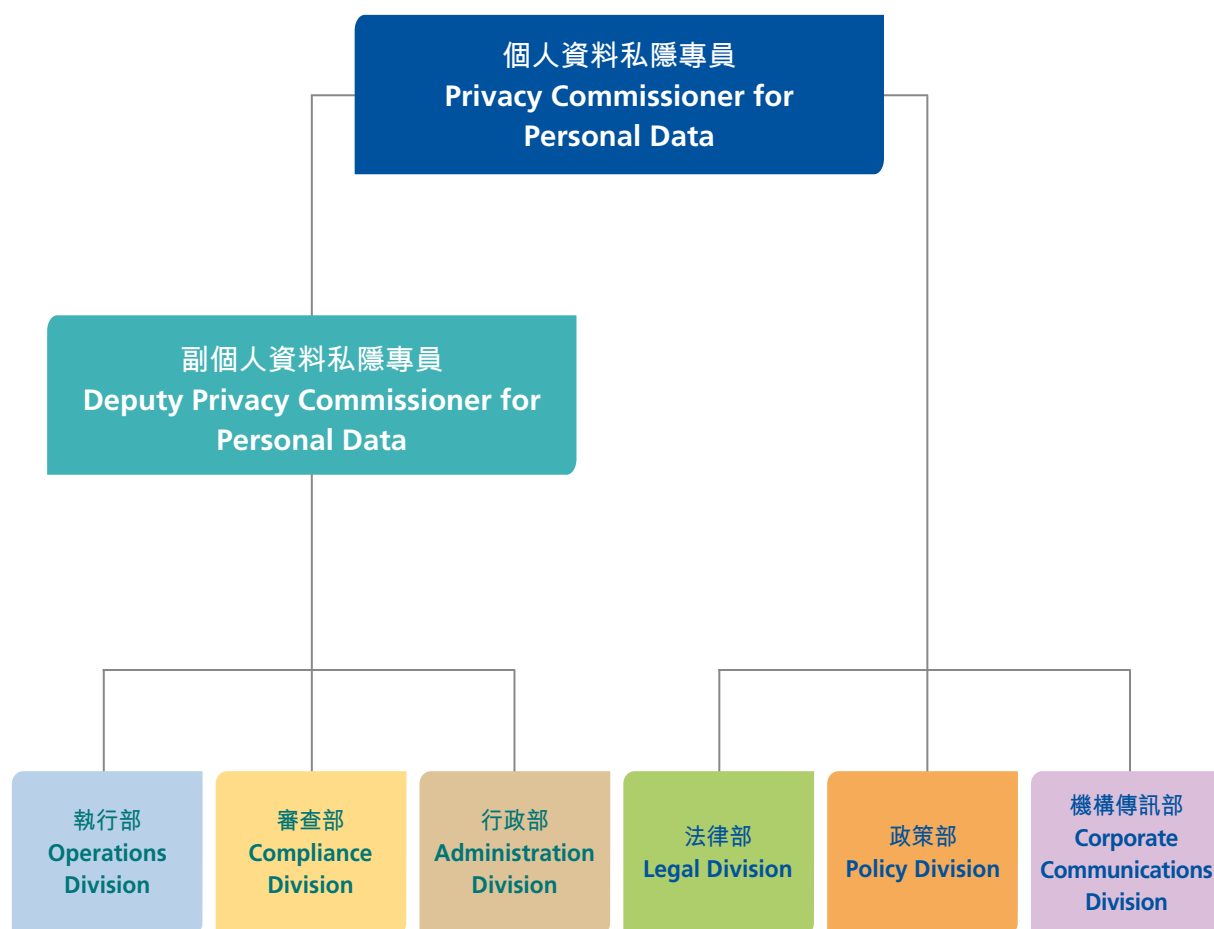 個人資料私隱專員
Privacy Commissioner for
Personal Data
副個人資料私隱專員
Deputy Privacy Commissioner for
Personal Data
執行部
Operations
Division
審查部
Compliance
Division
行政部
Administration
Division
法律部
Legal Division
政策部
Policy Division
機構傳訊部
Corporate
Communications
Division